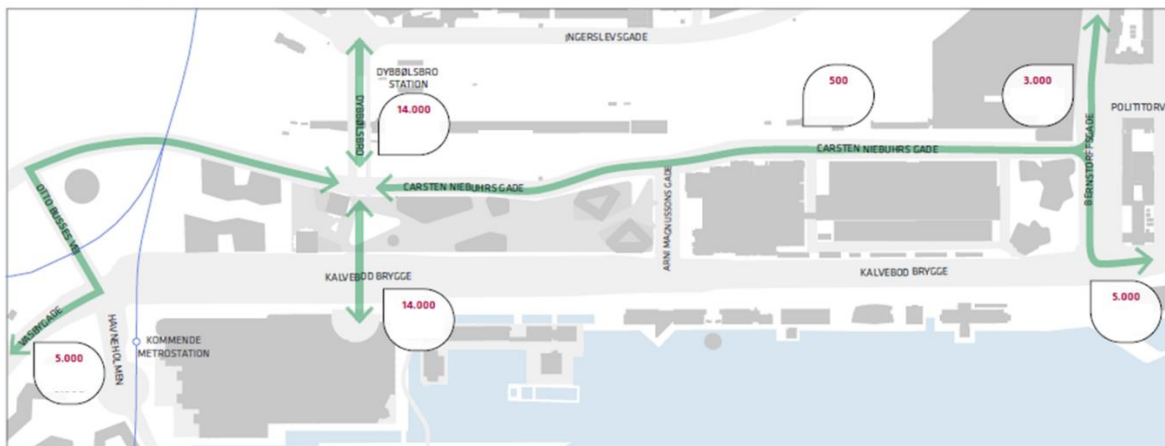 INGERSLEVSGADE
DYBBØLSBRO
STATION
500
3.000
14.000
DYBBØLSBRO
POLITITORV
CARSTEN NIEBUHRS GADE
BERNSTORFFSGADE
CARSTEN NIEBUHRS GADE
OTTO BUSSES VEJ
ARNI MAGNUSSONS GADE
KALVEBOD BRYGGE
KALVEBOD BRYGGE
14.000
5.000
VASBYGADE
HAVNEHOLMEN
KOMMENDE
METROSTATION
5.000